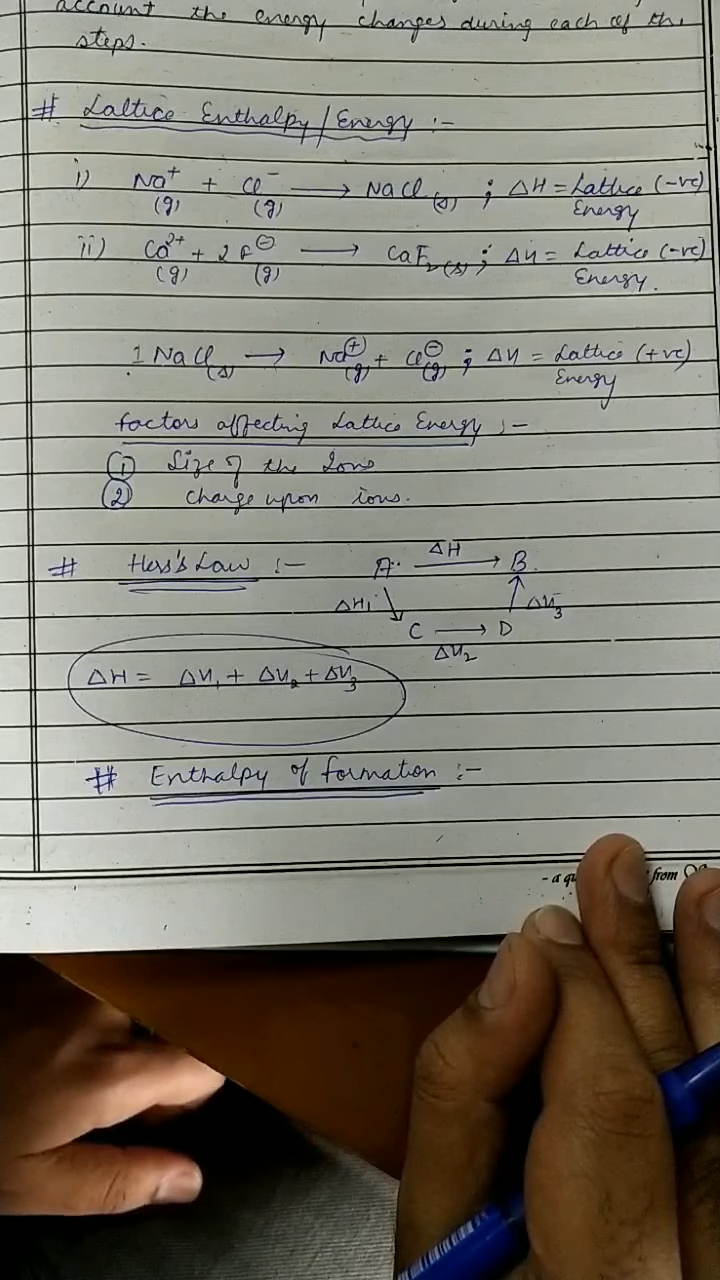 account the energy changes during each of the
steps.
# Lattice Enthalpy/Energy :-
i) Na⁺(g) + Cl⁻(g) ⟶ NaCl(s) ; ΔH = Lattice (-ve)
Energy
ii) Ca²⁺(g) + 2F⊖(g) ⟶ CaF₂(s) ; ΔH = Lattice (-ve)
Energy.
1 NaCl(s) ⟶ Na⊕(g) + Cl⊖(g) ; ΔH = Lattice (+ve)
Energy
factors affecting Lattice Energy :-
① Size of the Ions
② charge upon ions.
# Hess's Law :- A ⟶ B
ΔH
ΔH₁ ΔH₃
C ⟶ D
ΔH₂
ΔH = ΔH₁ + ΔH₂ + ΔH₃
# Enthalpy of formation :-
- a from